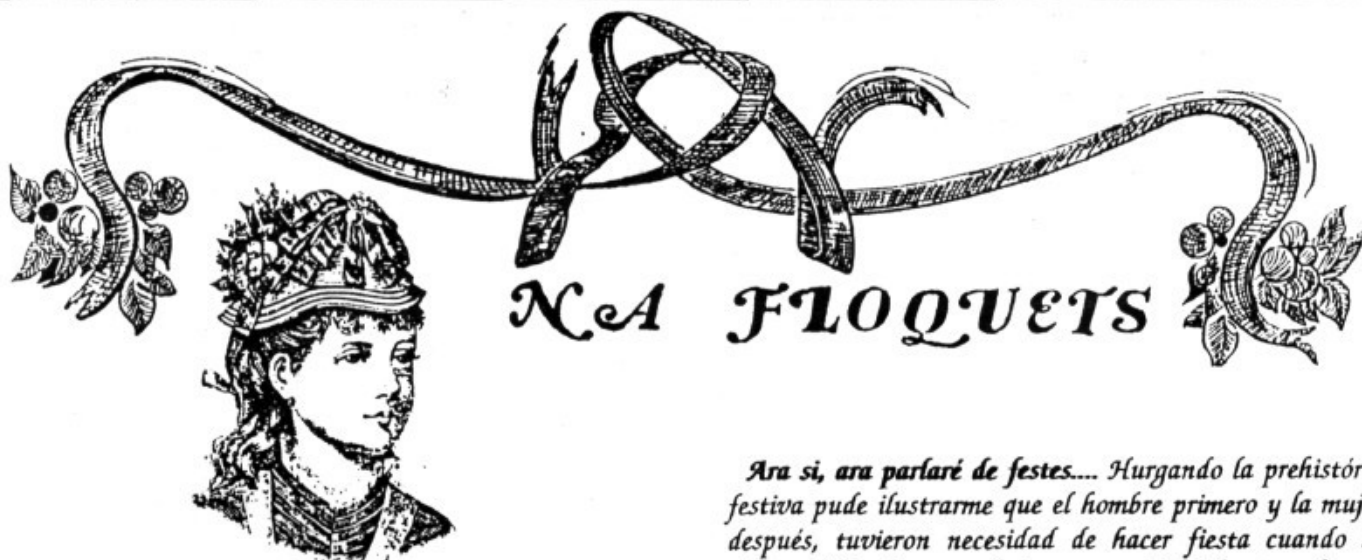 NA FLOQUETS
Ara si, ara parlaré de festes.... Hurgando la prehistór
festiva pude ilustrarme que el hombre primero y la muj
después, tuvieron necesidad de hacer fiesta cuando